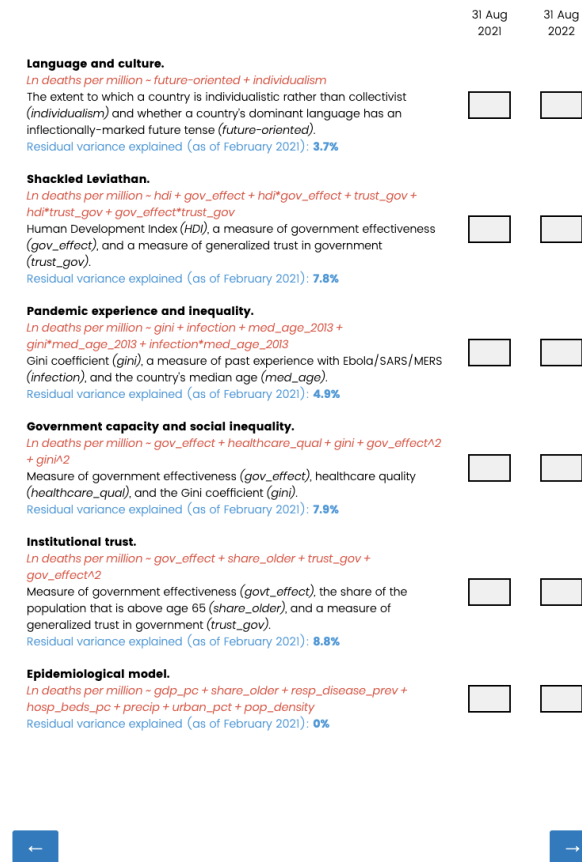 31 Aug 31 Aug
2021 2022
Language and culture.
Ln deaths per million ~ future-oriented + individualism
The extent to which a country is individualistic rather than collectivist
(individualism) and whether a country's dominant language has an
inflectionally-marked future tense (future-oriented).
Residual variance explained (as of February 2021): 3.7%
Shackled Leviathan.
Ln deaths per million ~ hdi + gov_effect + hdi*gov_effect + trust_gov +
hdi*trust_gov + gov_effect*trust_gov
Human Development Index (HDI), a measure of government effectiveness
(gov_effect), and a measure of generalized trust in government
(trust_gov).
Residual variance explained (as of February 2021): 7.8%
Pandemic experience and inequality.
Ln deaths per million ~ gini + infection + med_age_2013 +
gini*med_age_2013 + infection*med_age_2013
Gini coefficient (gini), a measure of past experience with Ebola/SARS/MERS
(infection), and the country's median age (med_age).
Residual variance explained (as of February 2021): 4.9%
Government capacity and social inequality.
Ln deaths per million ~ gov_effect + healthcare_qual + gini + gov_effect^2
+ gini^2
Measure of government effectiveness (gov_effect), healthcare quality
(healthcare_qual), and the Gini coefficient (gini).
Residual variance explained (as of February 2021): 7.9%
Institutional trust.
Ln deaths per million ~ gov_effect + share_older + trust_gov +
gov_effect^2
Measure of government effectiveness (govt_effect), the share of the
population that is above age 65 (share_older), and a measure of
generalized trust in government (trust_gov).
Residual variance explained (as of February 2021): 8.8%
Epidemiological model.
Ln deaths per million ~ gdp_pc + share_older + resp_disease_prev +
hosp_beds_pc + precip + urban_pct + pop_density
Residual variance explained (as of February 2021): 0%
← →